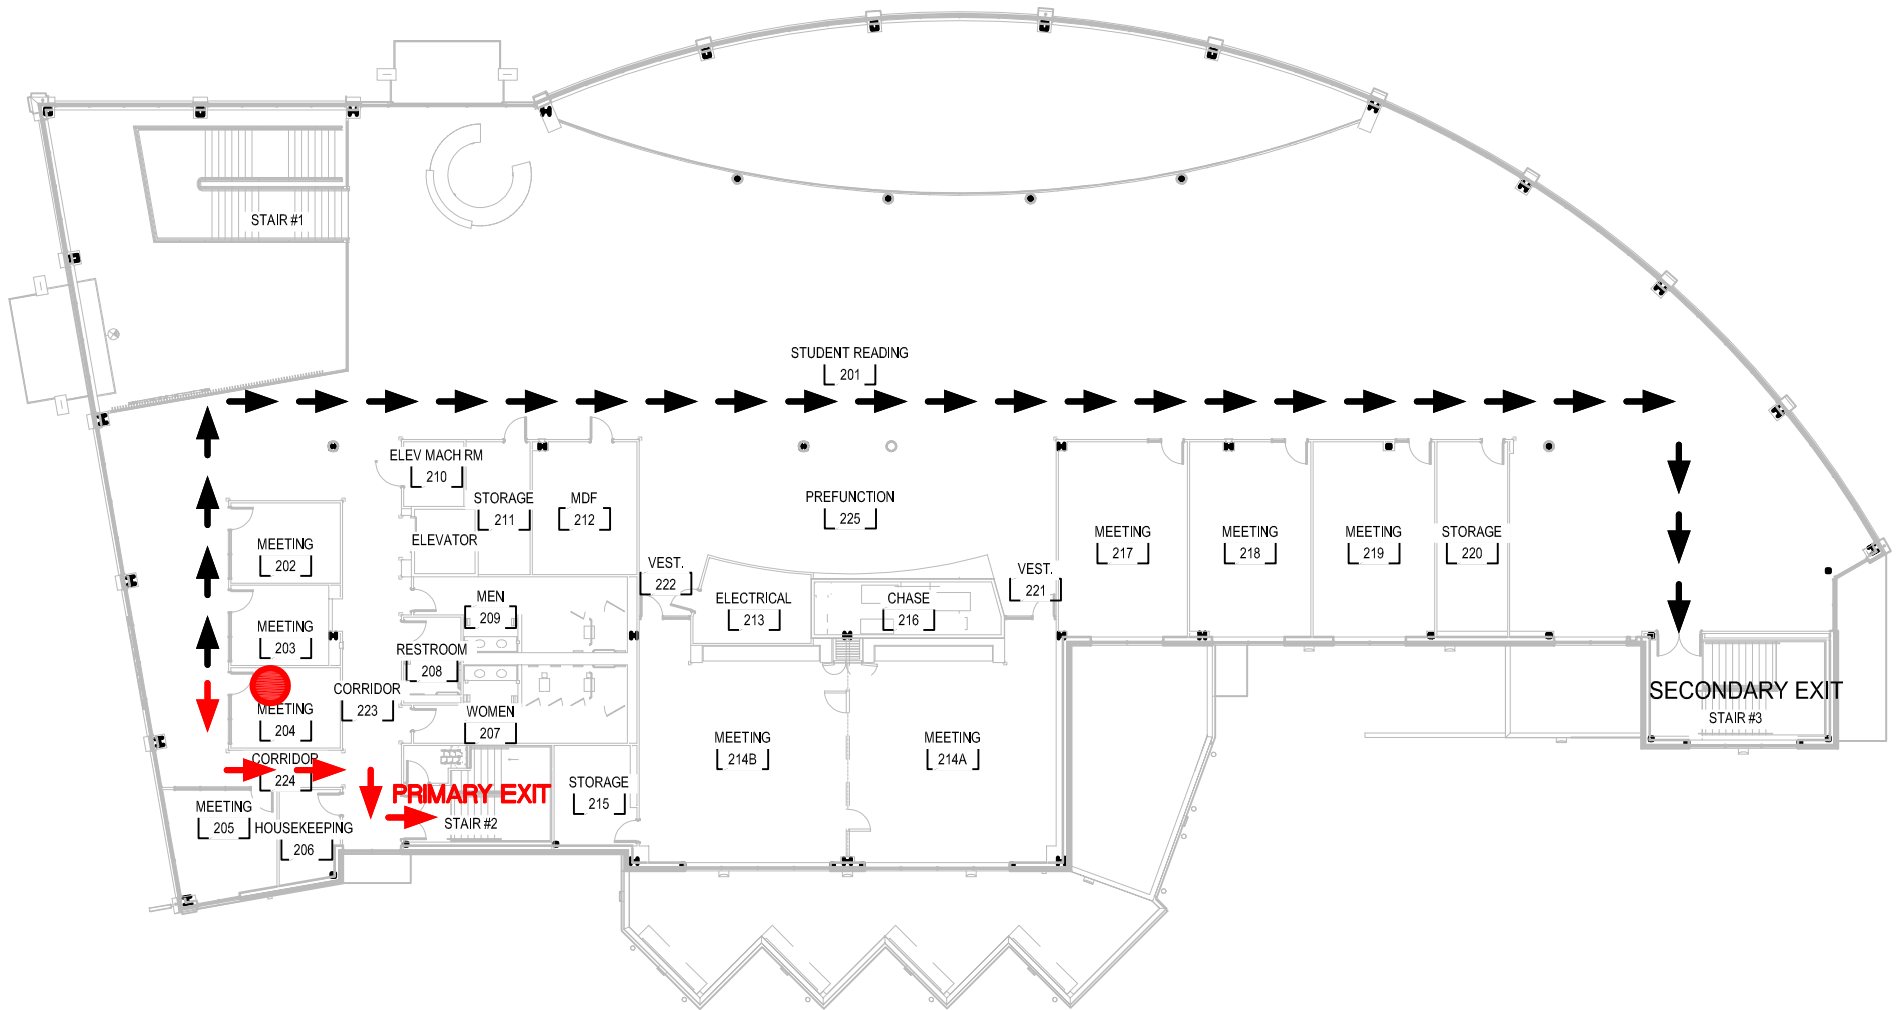 STAIR #1
STUDENT READING
201
ELEV MACH RM
210
STORAGE
211
MDF
212
PREFUNCTION
225
MEETING
217
MEETING
218
MEETING
219
STORAGE
220
MEETING
202
ELEVATOR
VEST.
222
VEST.
221
MEN
209
ELECTRICAL
213
CHASE
216
MEETING
203
RESTROOM
208
CORRIDOR
223
MEETING
204
WOMEN
207
SECONDARY EXIT
STAIR #3
MEETING
214B
MEETING
214A
CORRIDOR
224
STORAGE
215
PRIMARY EXIT
STAIR #2
MEETING
205
HOUSEKEEPING
206